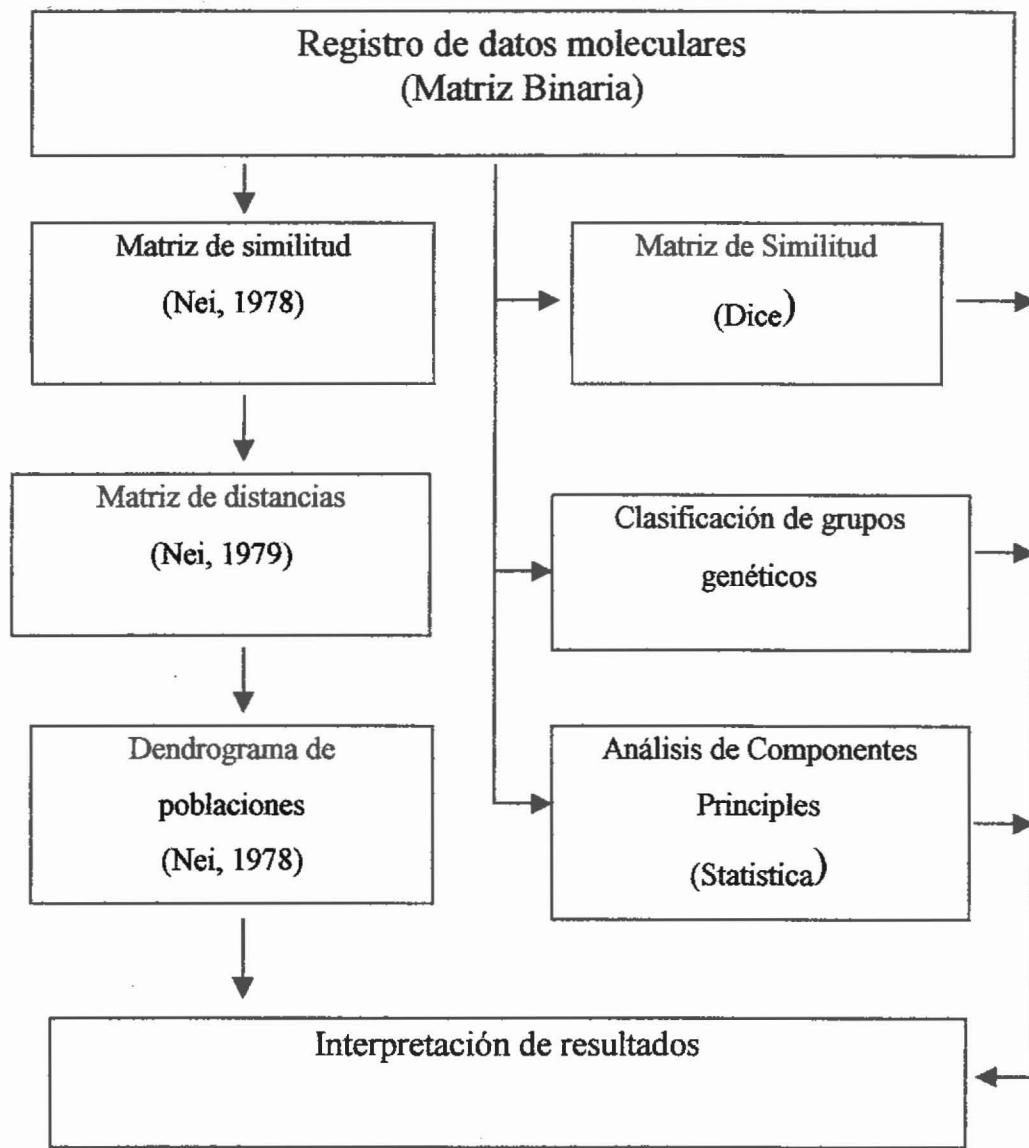 Registro de datos moleculares
(Matriz Binaria)
Matriz de similitud
(Nei, 1978)
Matriz de Similitud
(Dice)
Matriz de distancias
(Nei, 1979)
Clasificación de grupos
genéticos
Dendrograma de
poblaciones
(Nei, 1978)
Análisis de Componentes
Principles
(Statistica)
Interpretación de resultados